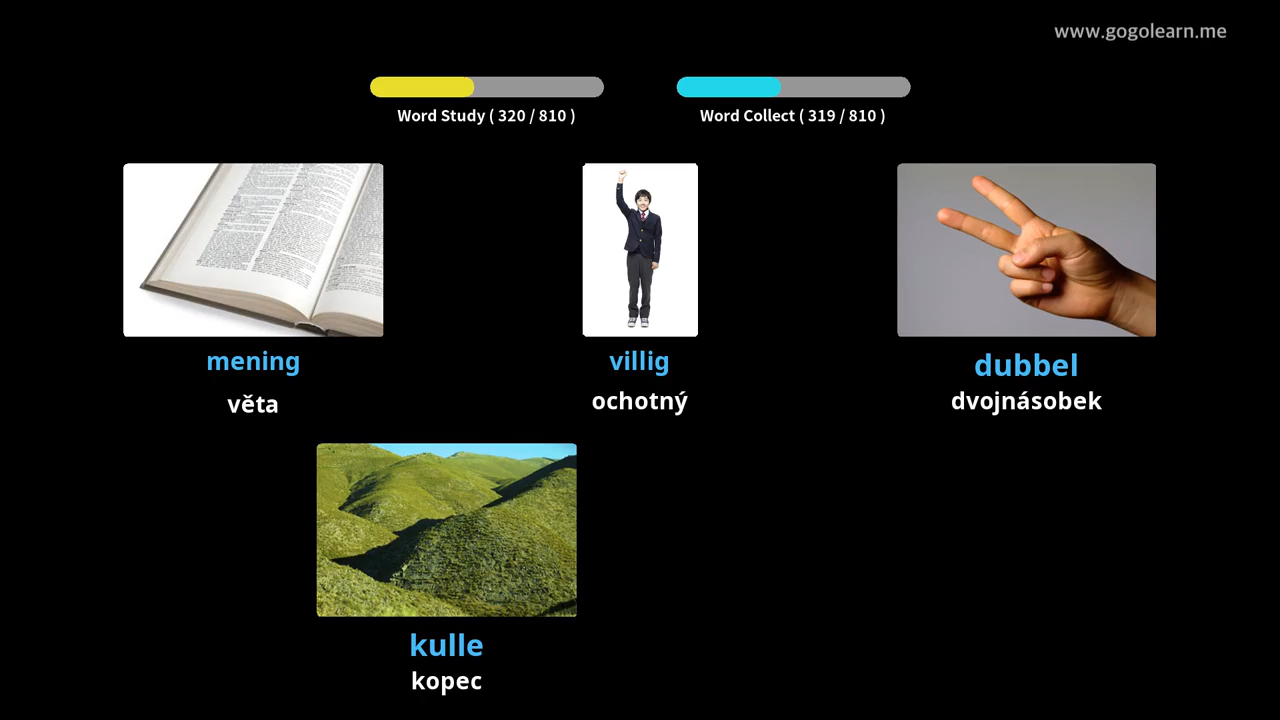 www.gogolearn.me
Word Study ( 320 / 810 )
Word Collect ( 319 / 810 )
mening
věta
villig
ochotný
dubbel
dvojnásobek
kulle
kopec